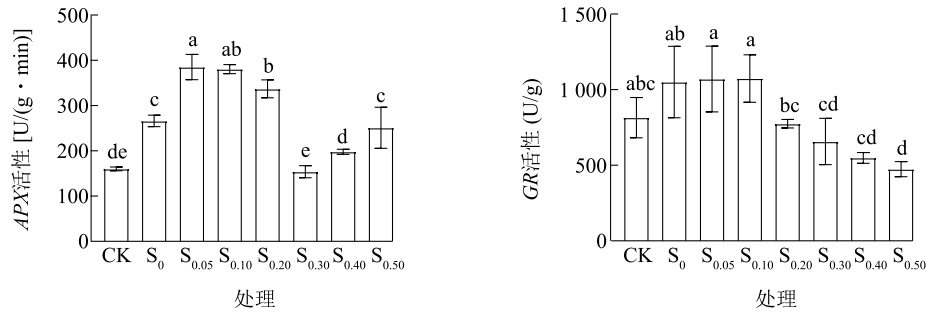 500
400
300
200
100
0
APX活性 [U/(g·min)]
de
c
a
ab
b
e
d
c
CK S0 S0.05 S0.10 S0.20 S0.30 S0.40 S0.50
处理
1 500
1 000
500
0
GR活性 (U/g)
abc
ab
a
a
bc
cd
cd
d
CK S0 S0.05 S0.10 S0.20 S0.30 S0.40 S0.50
处理